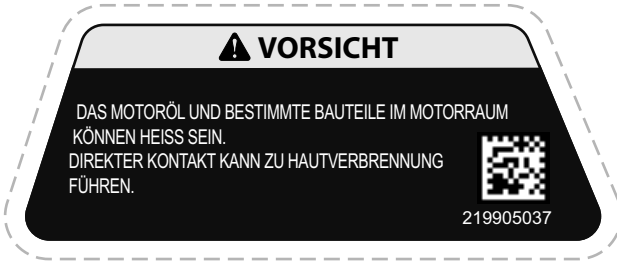 VORSICHT
DAS MOTORÖL UND BESTIMMTE BAUTEILE IM MOTORRAUM
KÖNNEN HEISS SEIN.
DIREKTER KONTAKT KANN ZU HAUTVERBRENNUNG
FÜHREN.
219905037